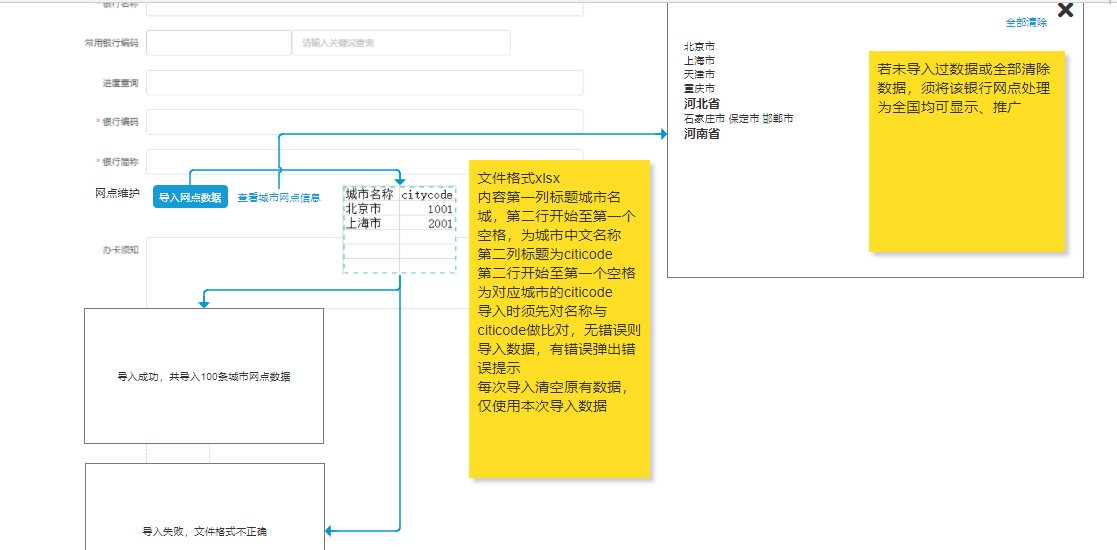 银行名称
常用银行编码
请输入关键词查询
进度查询
* 银行编码
* 银行简称
网点维护
导入网点数据
查看城市网点信息
城市名称 citycode
北京市 1001
上海市 2001
办卡须知
导入成功，共导入100条城市网点数据
导入失败，文件格式不正确
文件格式xlsx
内容第一列标题城市名
城，第二行开始至第一个
空格，为城市中文名称
第二列标题为citicode
第二行开始至第一个空格
为对应城市的citicode
导入时须先对名称与
citicode做比对，无错误则
导入数据，有错误弹出错
误提示
每次导入清空原有数据，
仅使用本次导入数据
全部清除
北京市
上海市
天津市
重庆市
河北省
石家庄市 保定市 邯郸市
河南省
若未导入过数据或全部清除
数据，须将该银行网点处理
为全国均可显示、推广